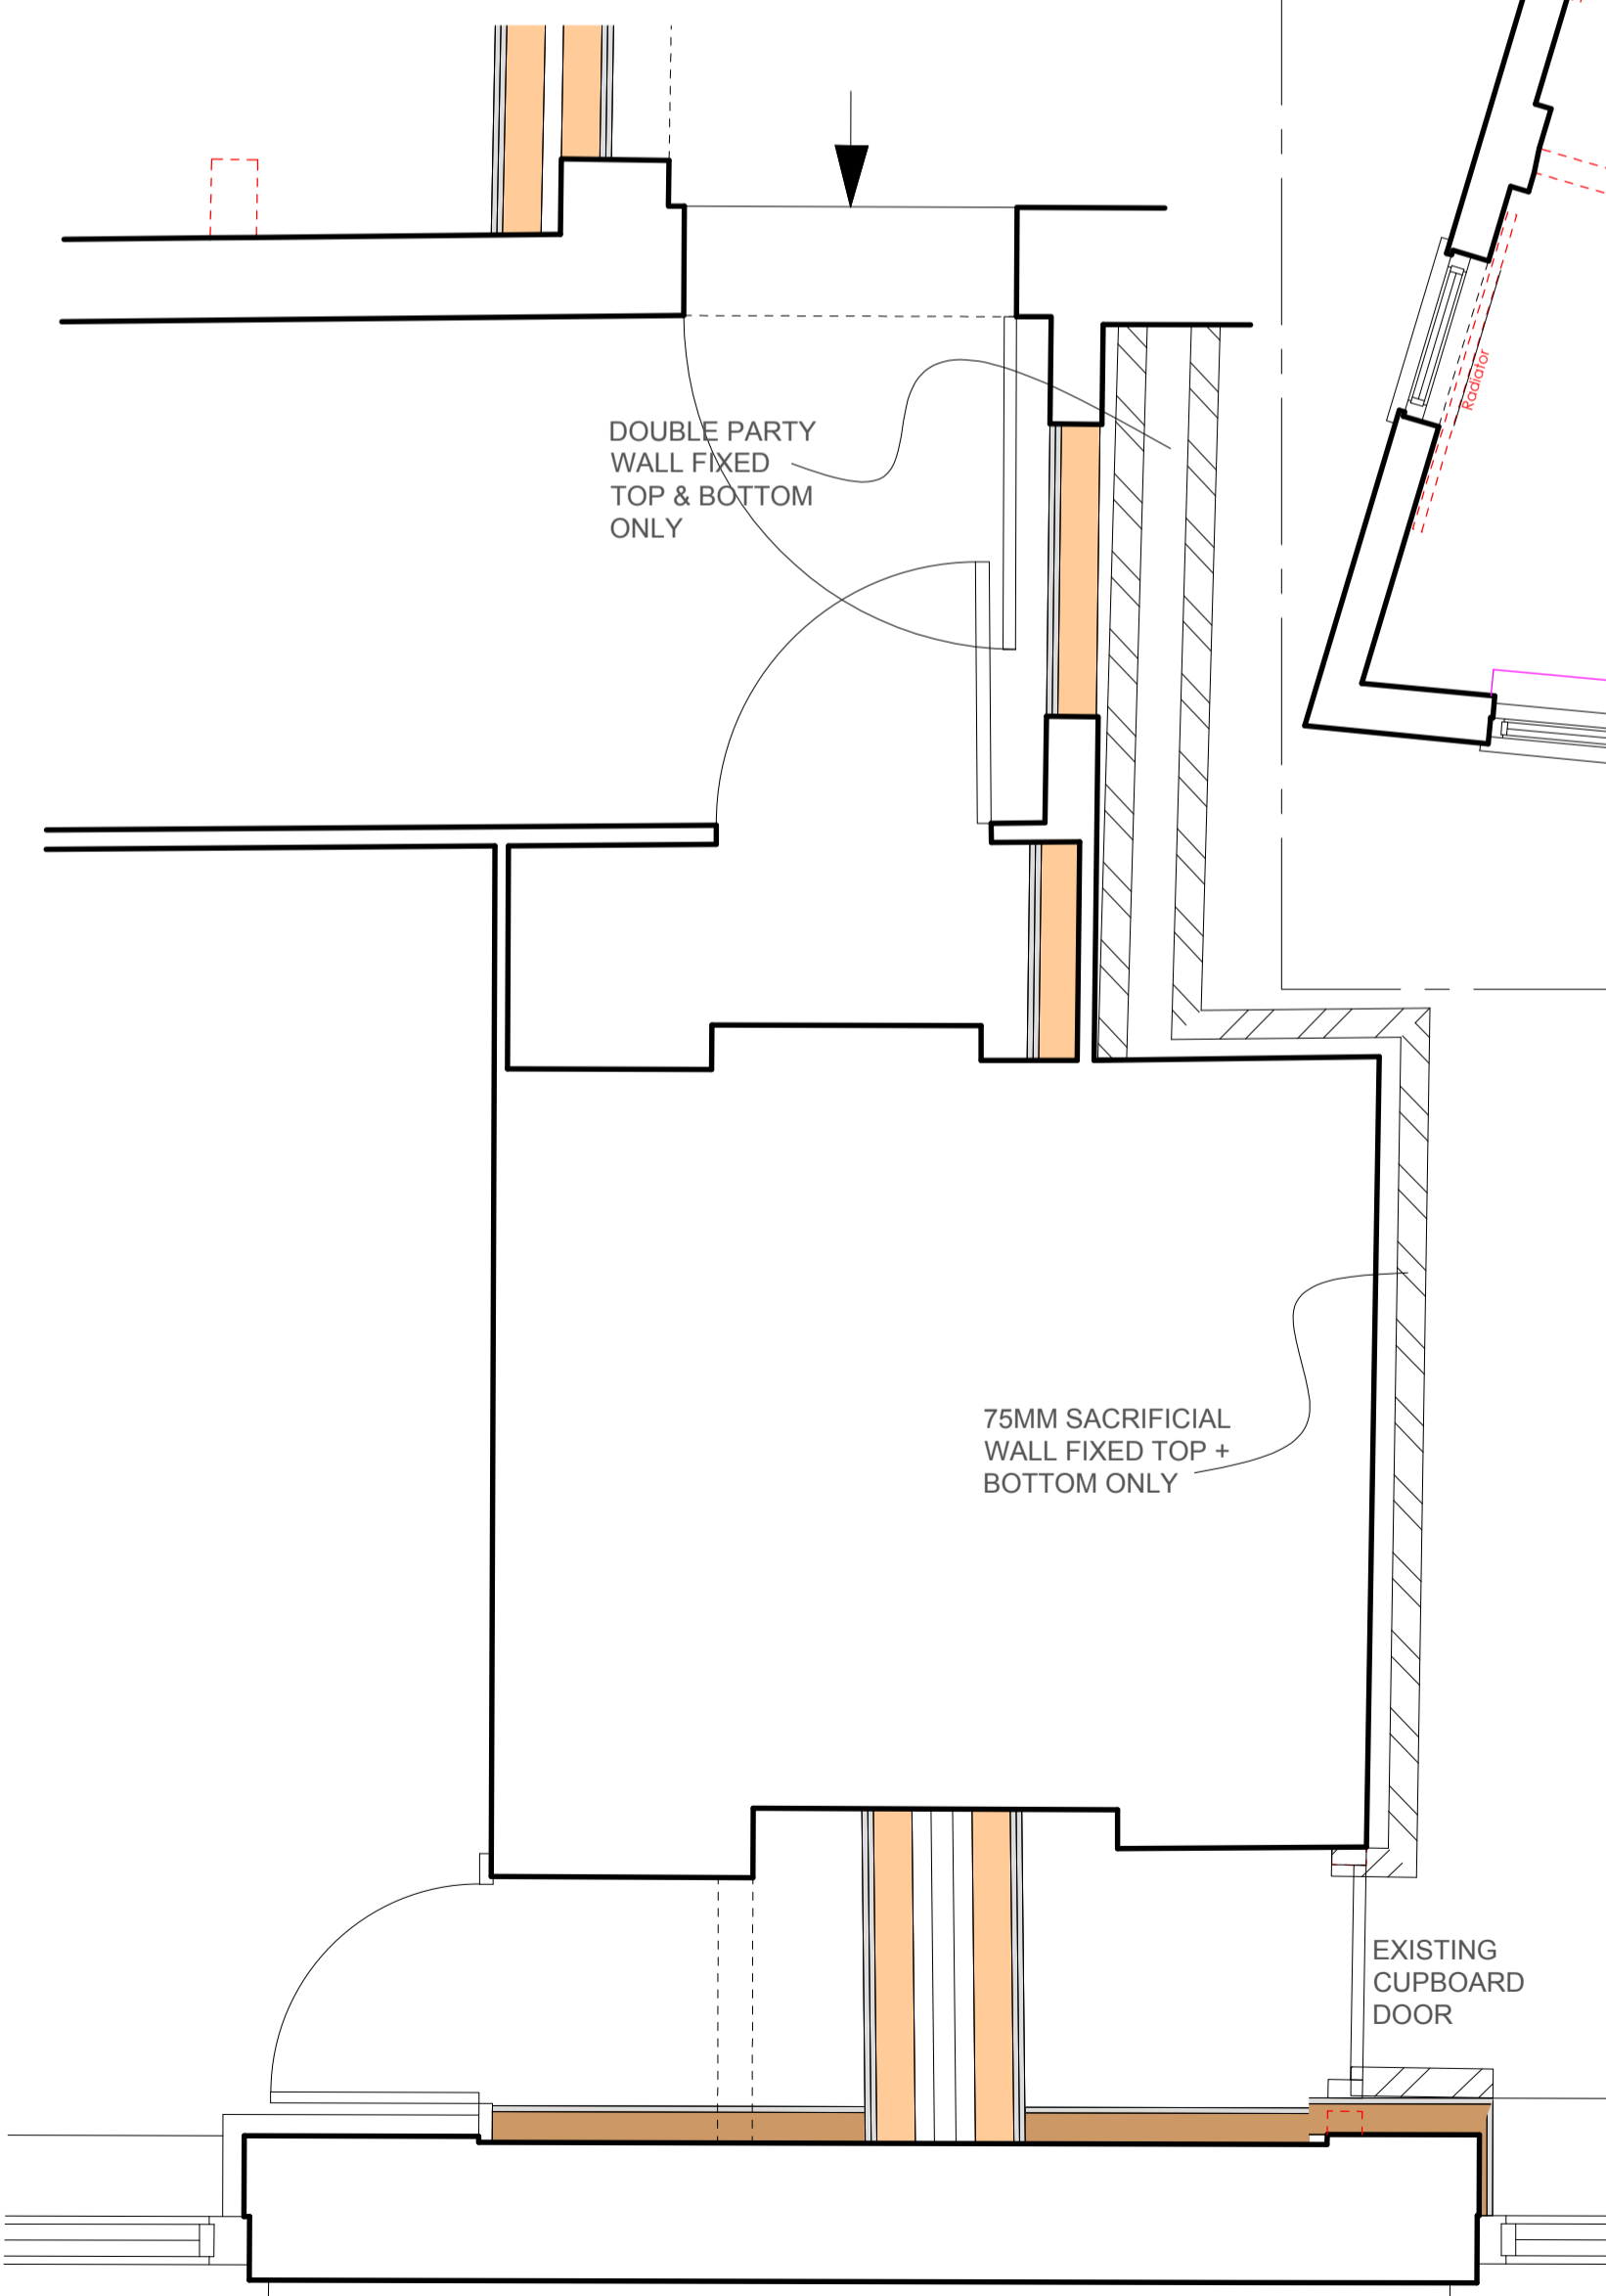 Radiator
DOUBLE PARTY
WALL FIXED
TOP & BOTTOM
ONLY
75MM SACRIFICIAL
WALL FIXED TOP +
BOTTOM ONLY
EXISTING
CUPBOARD
DOOR